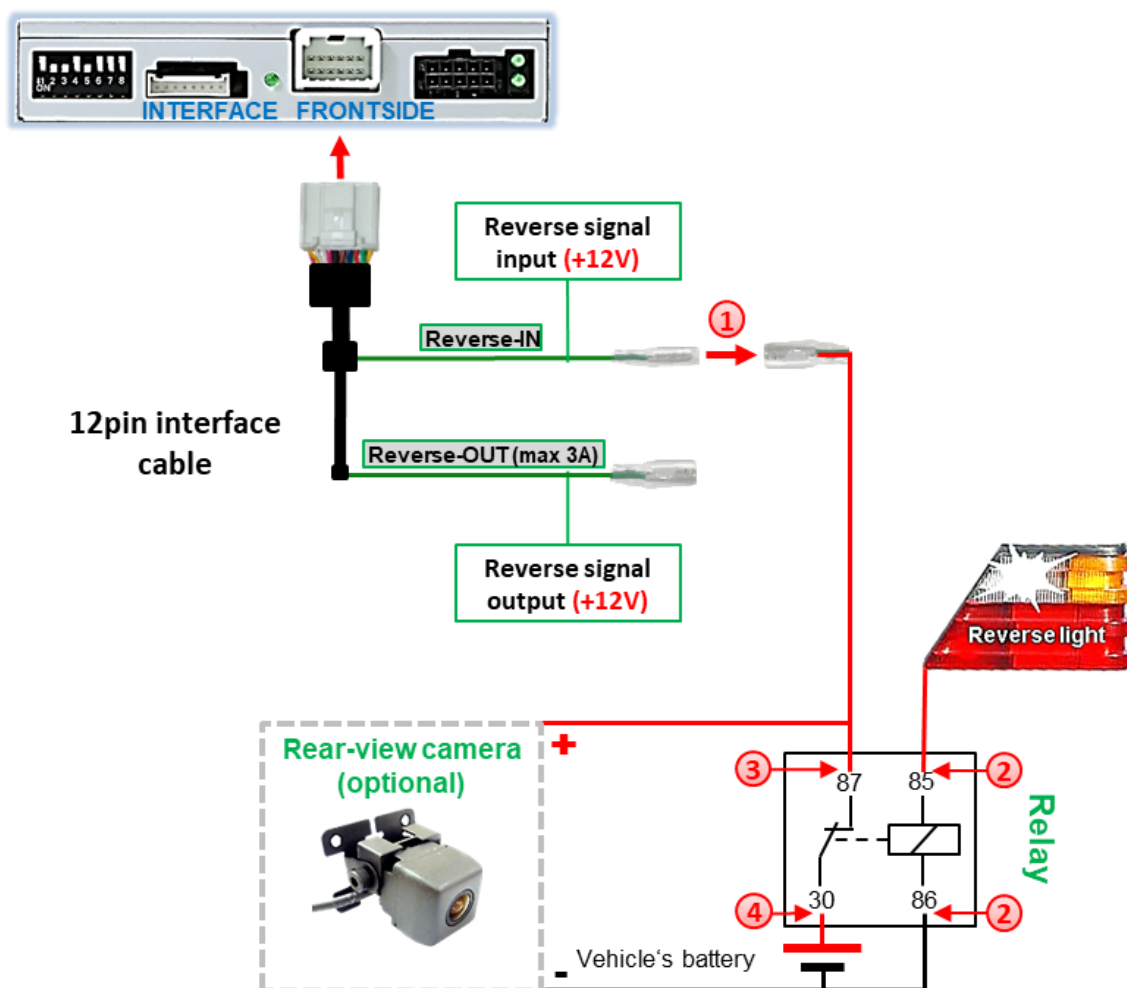 1 2 3 4 5 6 7 8
ON
INTERFACE FRONTSIDE
Reverse signal
input (+12V)
1
Reverse-IN
12pin interface
cable
Reverse-OUT (max 3A)
Reverse signal
output (+12V)
Reverse light
Rear-view camera
(optional)
+
3
87
85
2
Relay
4
30
86
2
- Vehicle's battery